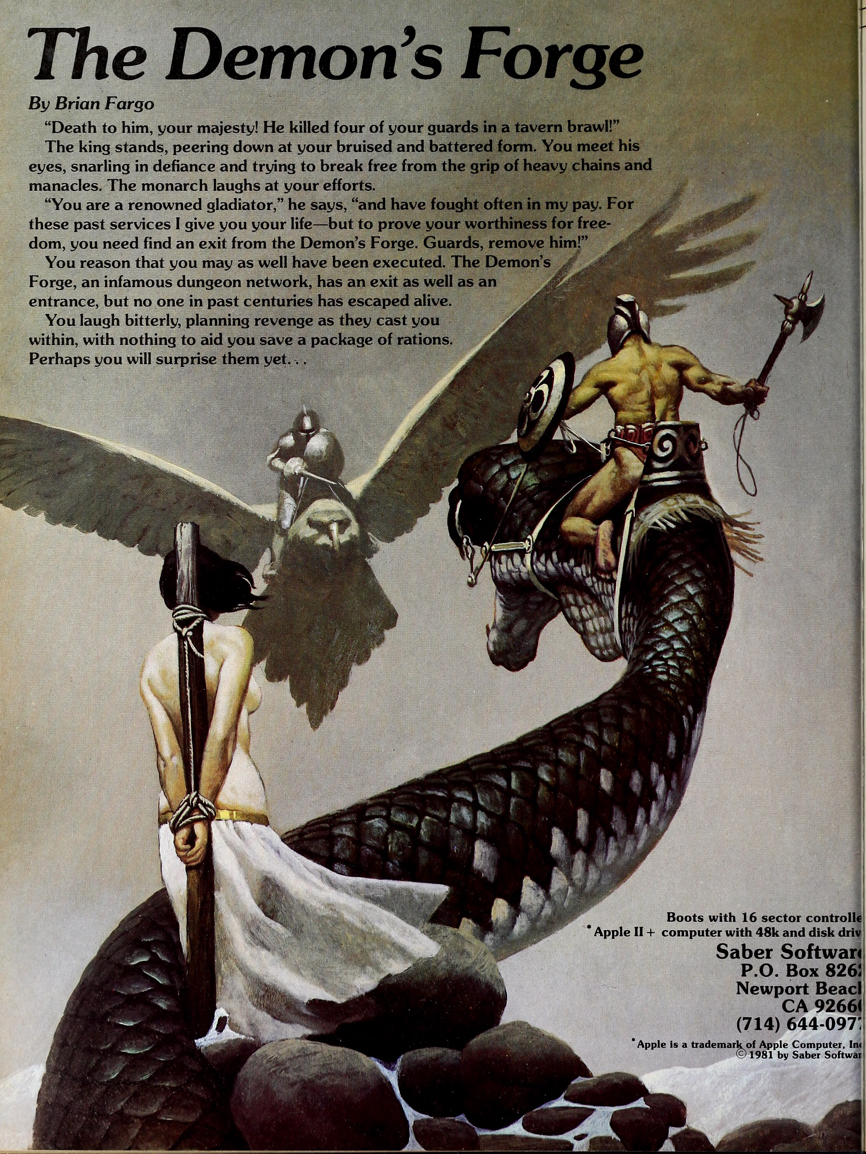 The Demon's Forge
By Brian Fargo
“Death to him, your majesty! He killed four of your guards in a tavern brawl!”
The king stands, peering down at your bruised and battered form. You meet his
eyes, snarling in defiance and trying to break free from the grip of heavy chains and
manacles. The monarch laughs at your efforts.
“You are a renowned gladiator,” he says, “and have fought often in my pay. For
these past services I give you your life—but to prove your worthiness for free-
dom, you need find an exit from the Demon's Forge. Guards, remove him!”
You reason that you may as well have been executed. The Demon's
Forge, an infamous dungeon network, has an exit as well as an
entrance, but no one in past centuries has escaped alive.
You laugh bitterly, planning revenge as they cast you
within, with nothing to aid you save a package of rations.
Perhaps you will surprise them yet. . .
Boots with 16 sector controlle
*Apple II + computer with 48k and disk driv
Saber Softwar
P.O. Box 826
Newport Beac
CA 9266
(714) 644-097
*Apple is a trademark of Apple Computer, In
© 1981 by Saber Softwar